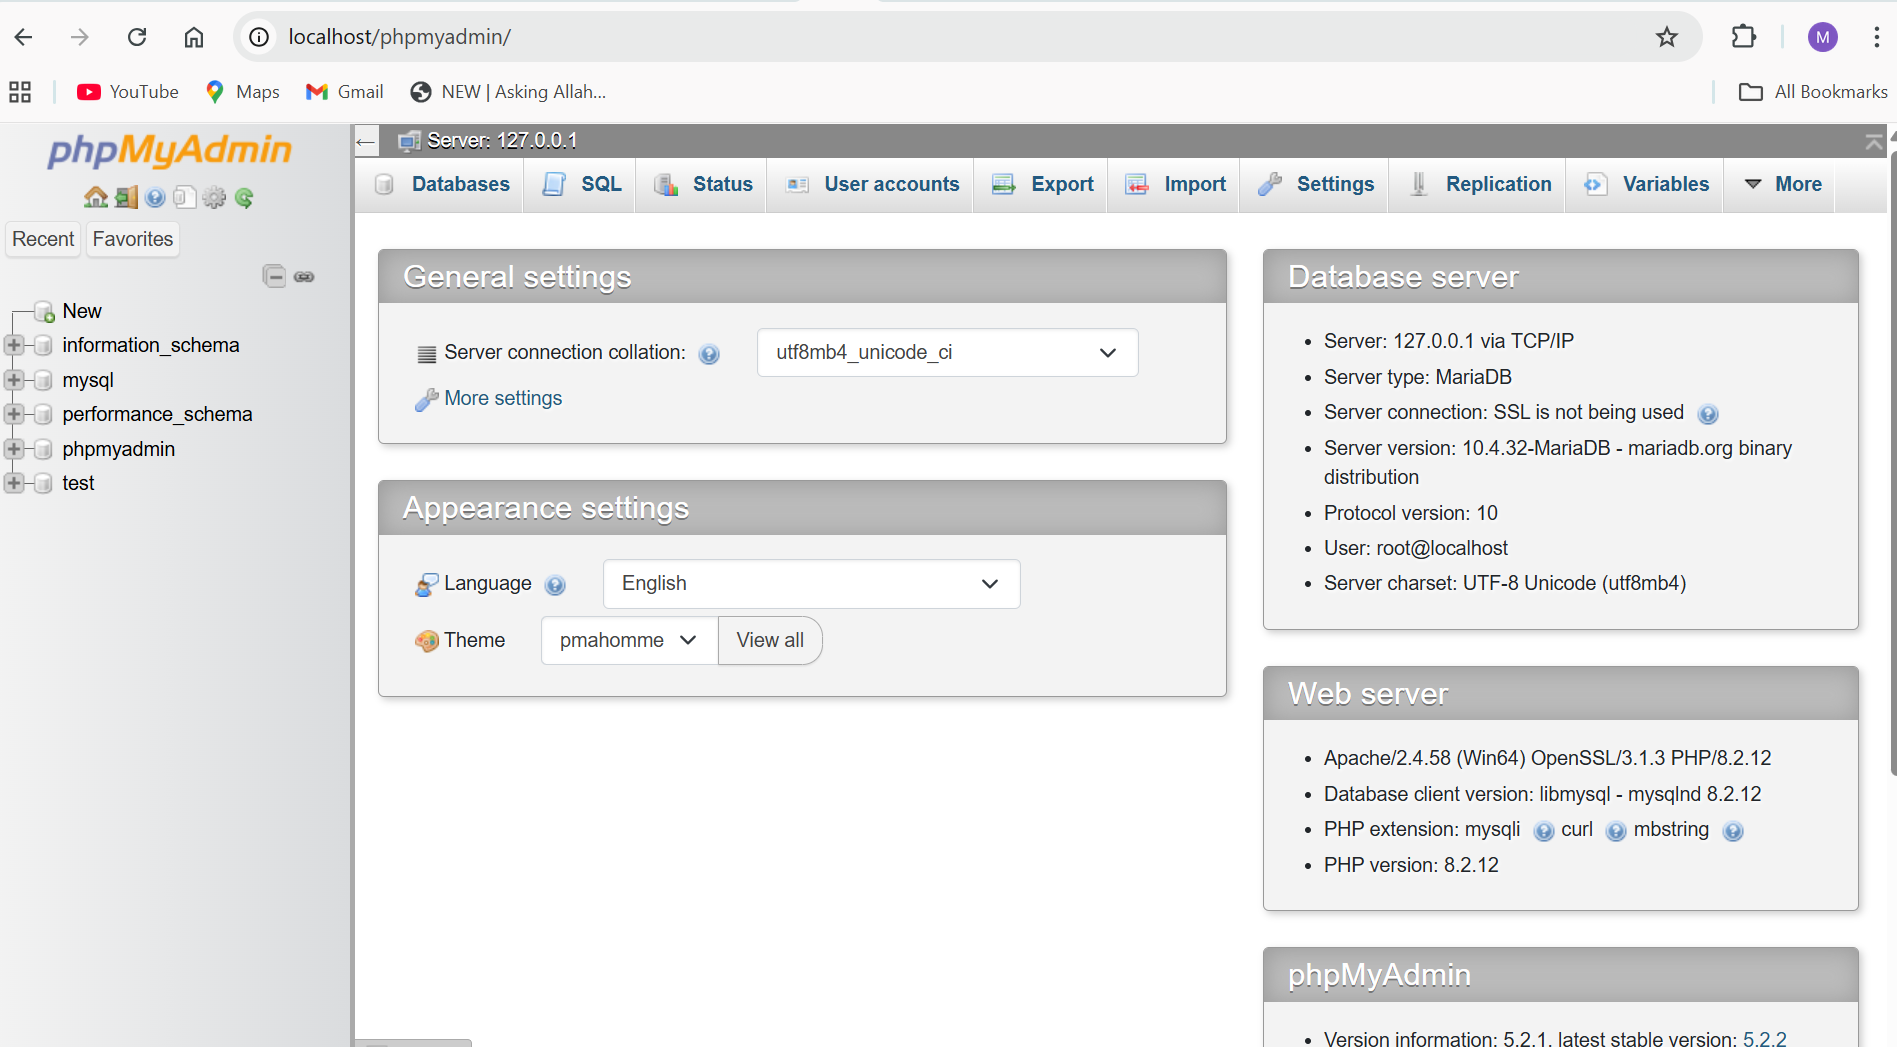 localhost/phpmyadmin/
M
YouTube
Maps
Gmail
NEW | Asking Allah...
All Bookmarks
phpMyAdmin
Recent
Favorites
New
information_schema
mysql
performance_schema
phpmyadmin
test
Server: 127.0.0.1
Databases
SQL
Status
User accounts
Export
Import
Settings
Replication
Variables
More
General settings
Server connection collation:
utf8mb4_unicode_ci
More settings
Appearance settings
Language
English
Theme
pmahomme
View all
Database server
Server: 127.0.0.1 via TCP/IP
Server type: MariaDB
Server connection: SSL is not being used
Server version: 10.4.32-MariaDB - mariadb.org binary
distribution
Protocol version: 10
User: root@localhost
Server charset: UTF-8 Unicode (utf8mb4)
Web server
Apache/2.4.58 (Win64) OpenSSL/3.1.3 PHP/8.2.12
Database client version: libmysql - mysqlnd 8.2.12
PHP extension: mysqli curl mbstring
PHP version: 8.2.12
phpMyAdmin
Version information: 5.2.1, latest stable version: 5.2.2